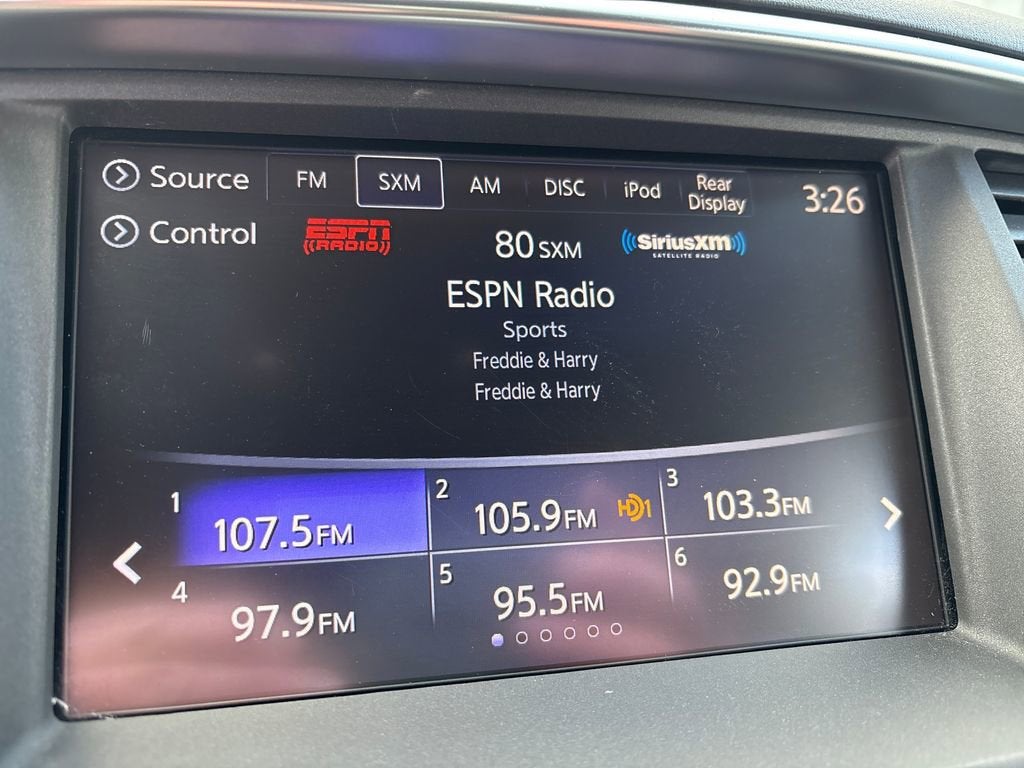 Source FM SXM AM DISC iPod Rear Display 3:26
Control ESPN RADIO 80 SXM SiriusXM SATELLITE RADIO
ESPN Radio
Sports
Freddie & Harry
Freddie & Harry
1 107.5FM 2 105.9FM HD1 3 103.3FM
4 97.9FM 5 95.5FM 6 92.9FM